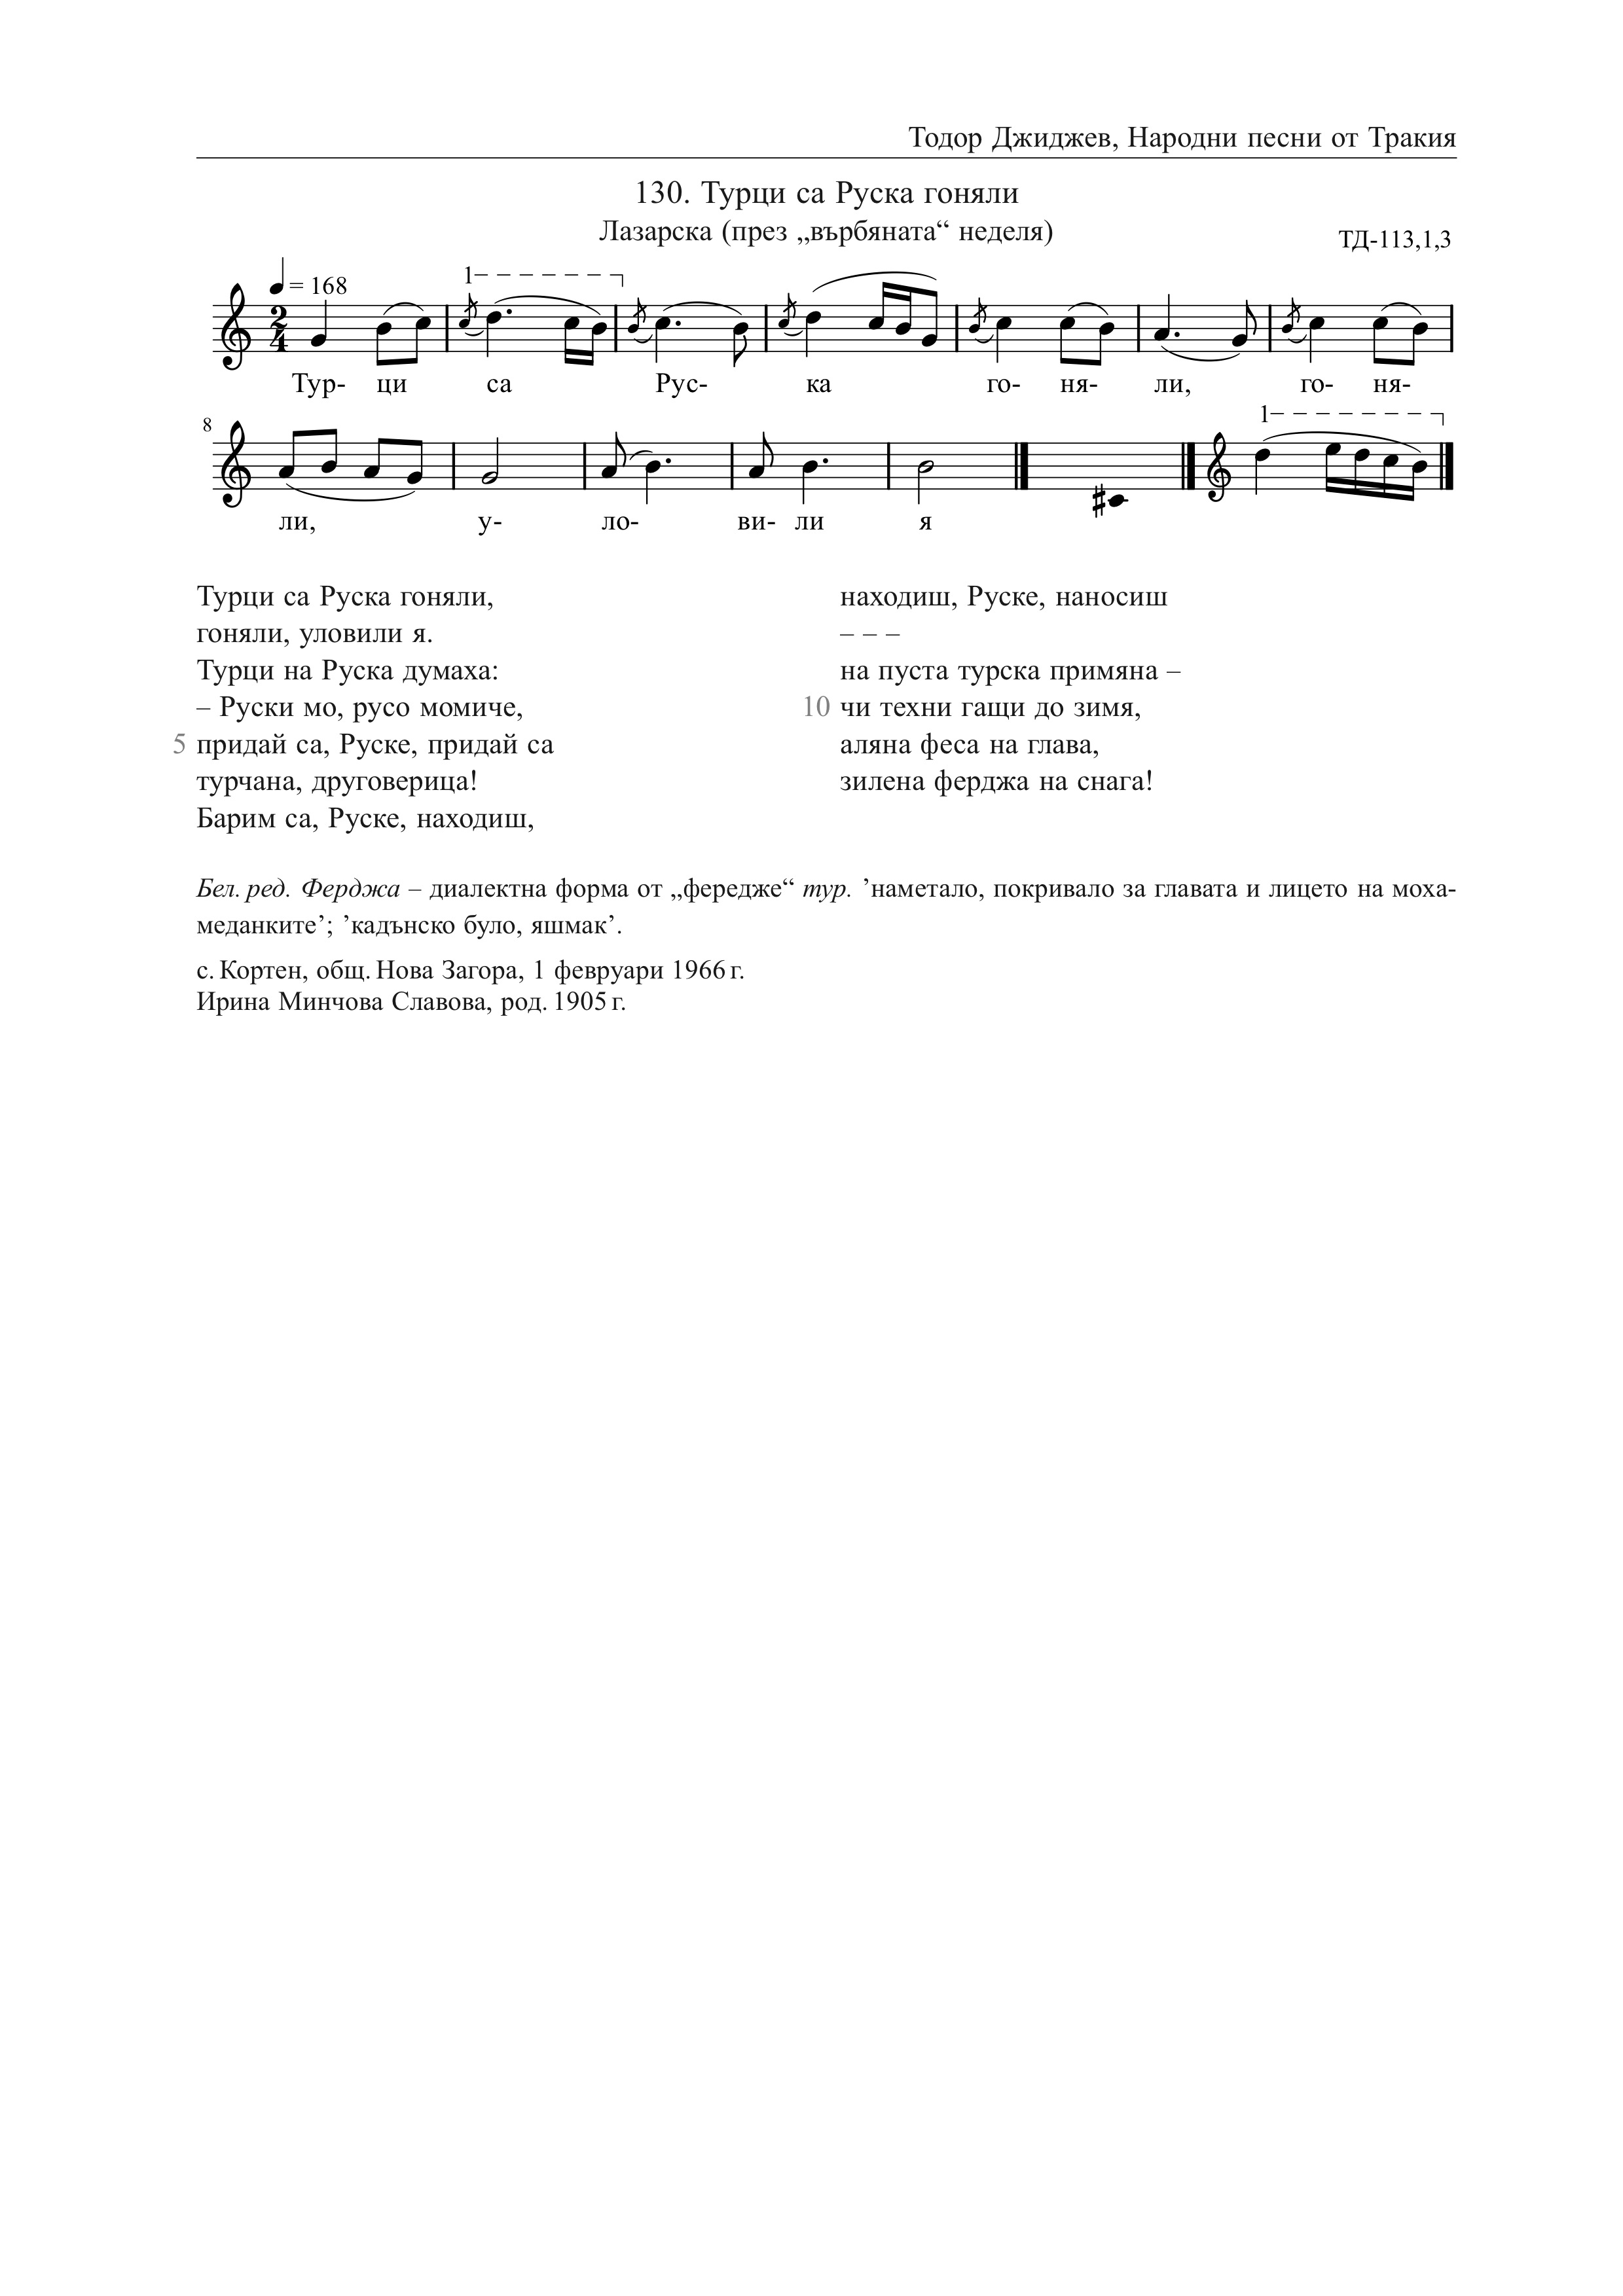 Тодор Джиджев, Народни песни от Тракия
130. Турци са Руска гоняли
Лазарска (през „върбяната“ неделя)
ТД-113,1,3
= 168
1
2
4
Тур- ци са Рус- ка го- ня- ли, го- ня-
1
8
ли, у- ло- ви- ли я
Турци са Руска гоняли,
гоняли, уловили я.
Турци на Руска думаха:
– Руски мо, русо момиче,
5 придай са, Руске, придай са
турчана, друговерица!
Барим са, Руске, находиш,
находиш, Руске, наносиш
– – –
на пуста турска примяна –
10 чи техни гащи до зимя,
аляна феса на глава,
зилена ферджа на снага!
Бел. ред. Ферджа – диалектна форма от „фередже“ тур. ’наметало, покривало за главата и лицето на моха-
меданките’; ’кадънско було, яшмак’.
с. Кортен, общ. Нова Загора, 1 февруари 1966 г.
Ирина Минчова Славова, род. 1905 г.